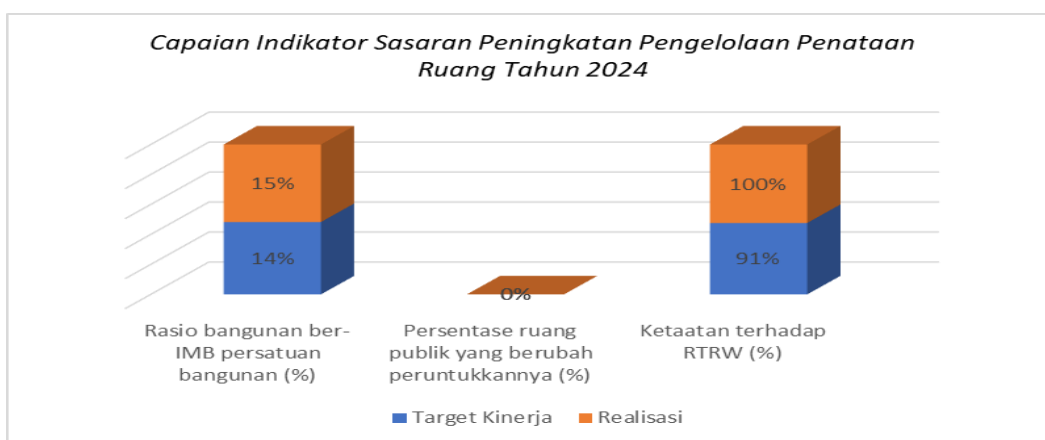 Capaian Indikator Sasaran Peningkatan Pengelolaan Penataan
Ruang Tahun 2024
15%
100%
14%
91%
0%
Rasio bangunan ber-
IMB persatuan
bangunan (%)
Persentase ruang
publik yang berubah
peruntukkannya (%)
Ketaatan terhadap
RTRW (%)
Target Kinerja
Realisasi